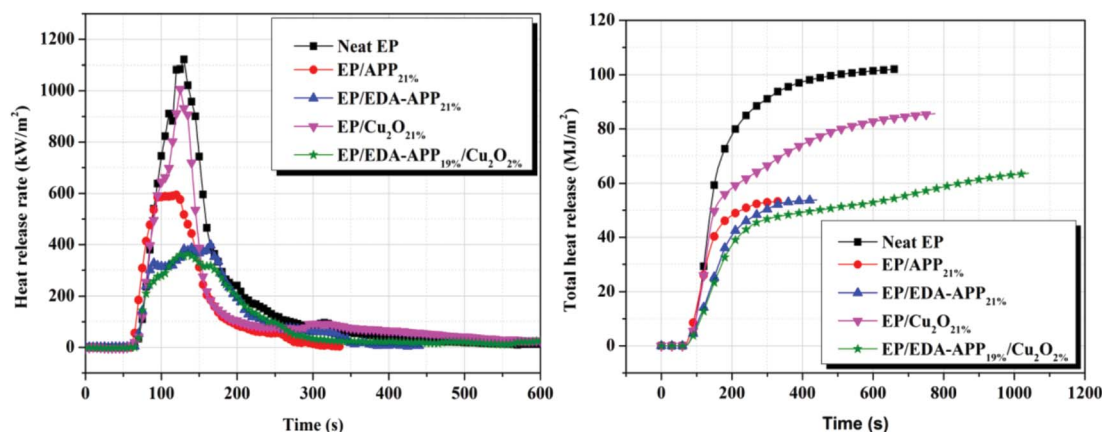 1200
1000
800
600
400
200
0
Heat release rate (kW/m²)
Neat EP
EP/APP₂₁%
EP/EDA-APP₂₁%
EP/Cu₂O₂₁%
EP/EDA-APP₁₉%/Cu₂O₂%
0 100 200 300 400 500 600
Time (s)
120
100
80
60
40
20
0
Total heat release (MJ/m²)
Neat EP
EP/APP₂₁%
EP/EDA-APP₂₁%
EP/Cu₂O₂₁%
EP/EDA-APP₁₉%/Cu₂O₂%
0 200 400 600 800 1000 1200
Time (s)